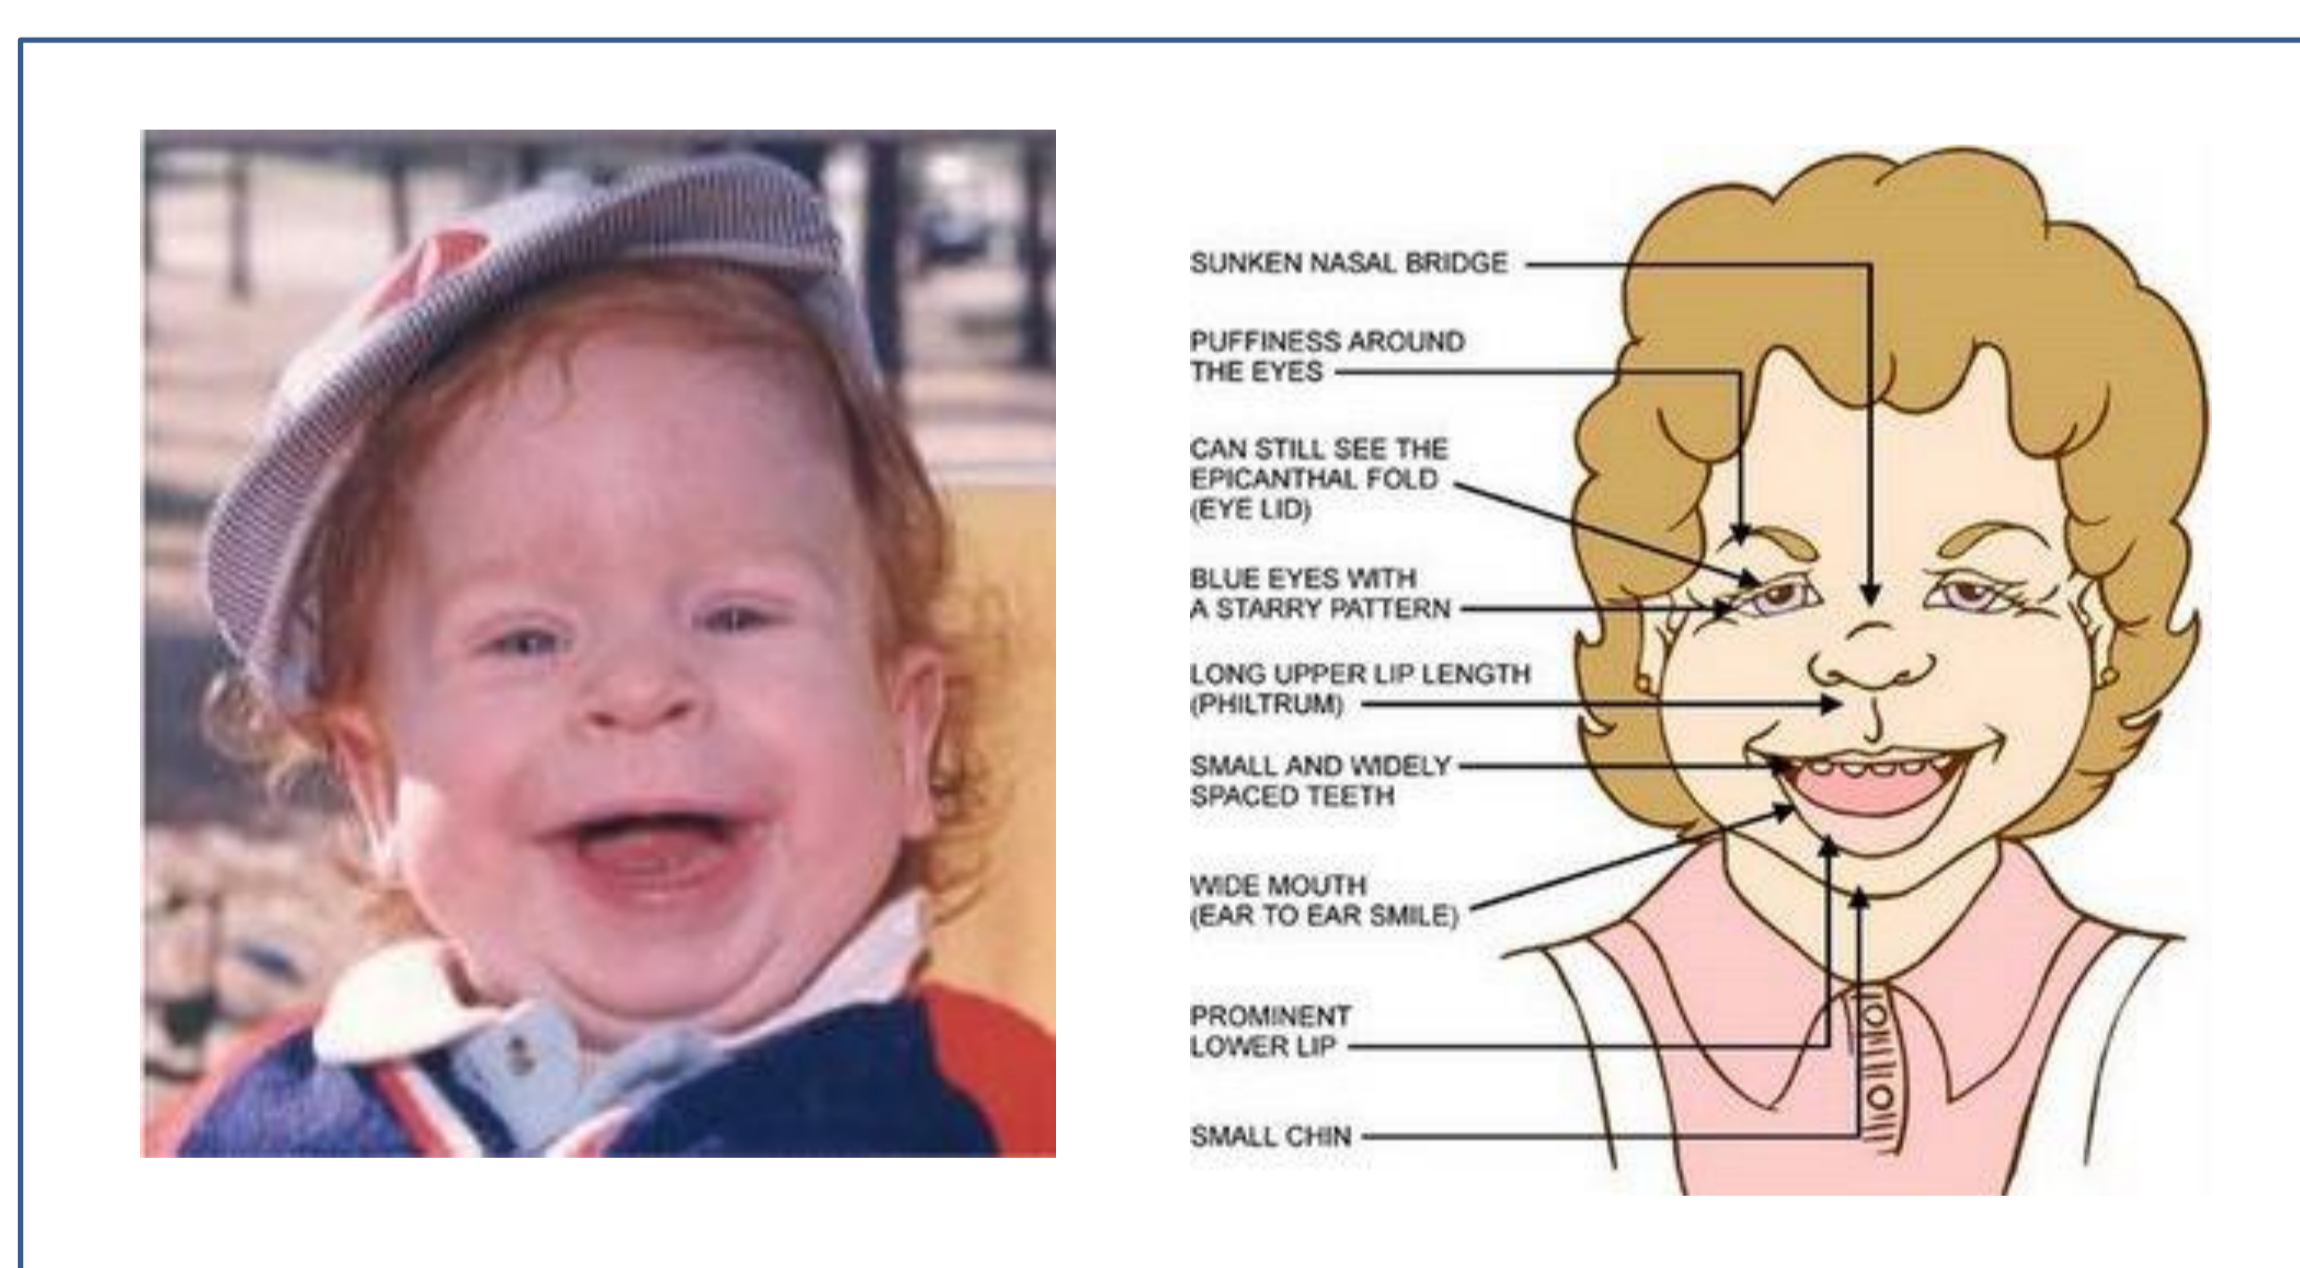 SUNKEN NASAL BRIDGE
PUFFINESS AROUND
THE EYES
CAN STILL SEE THE
EPICANTHAL FOLD
(EYE LID)
BLUE EYES WITH
A STARRY PATTERN
LONG UPPER LIP LENGTH
(PHILTRUM)
SMALL AND WIDELY
SPACED TEETH
WIDE MOUTH
(EAR TO EAR SMILE)
PROMINENT
LOWER LIP
SMALL CHIN